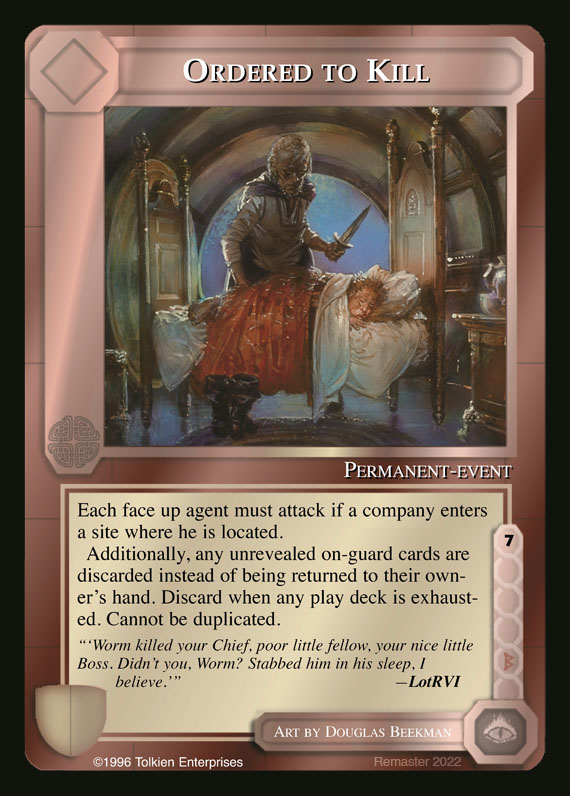 ORDERED TO KILL
PERMANENT-EVENT
Each face up agent must attack if a company enters
a site where he is located.
Additionally, any unrevealed on-guard cards are
discarded instead of being returned to their own-
er's hand. Discard when any play deck is exhaust-
ed. Cannot be duplicated.
“‘Worm killed your Chief, poor little fellow, your nice little
Boss. Didn’t you, Worm? Stabbed him in his sleep, I
believe.’” —LotRVI
7
ART BY DOUGLAS BEEKMAN
©1996 Tolkien Enterprises
Remaster 2022